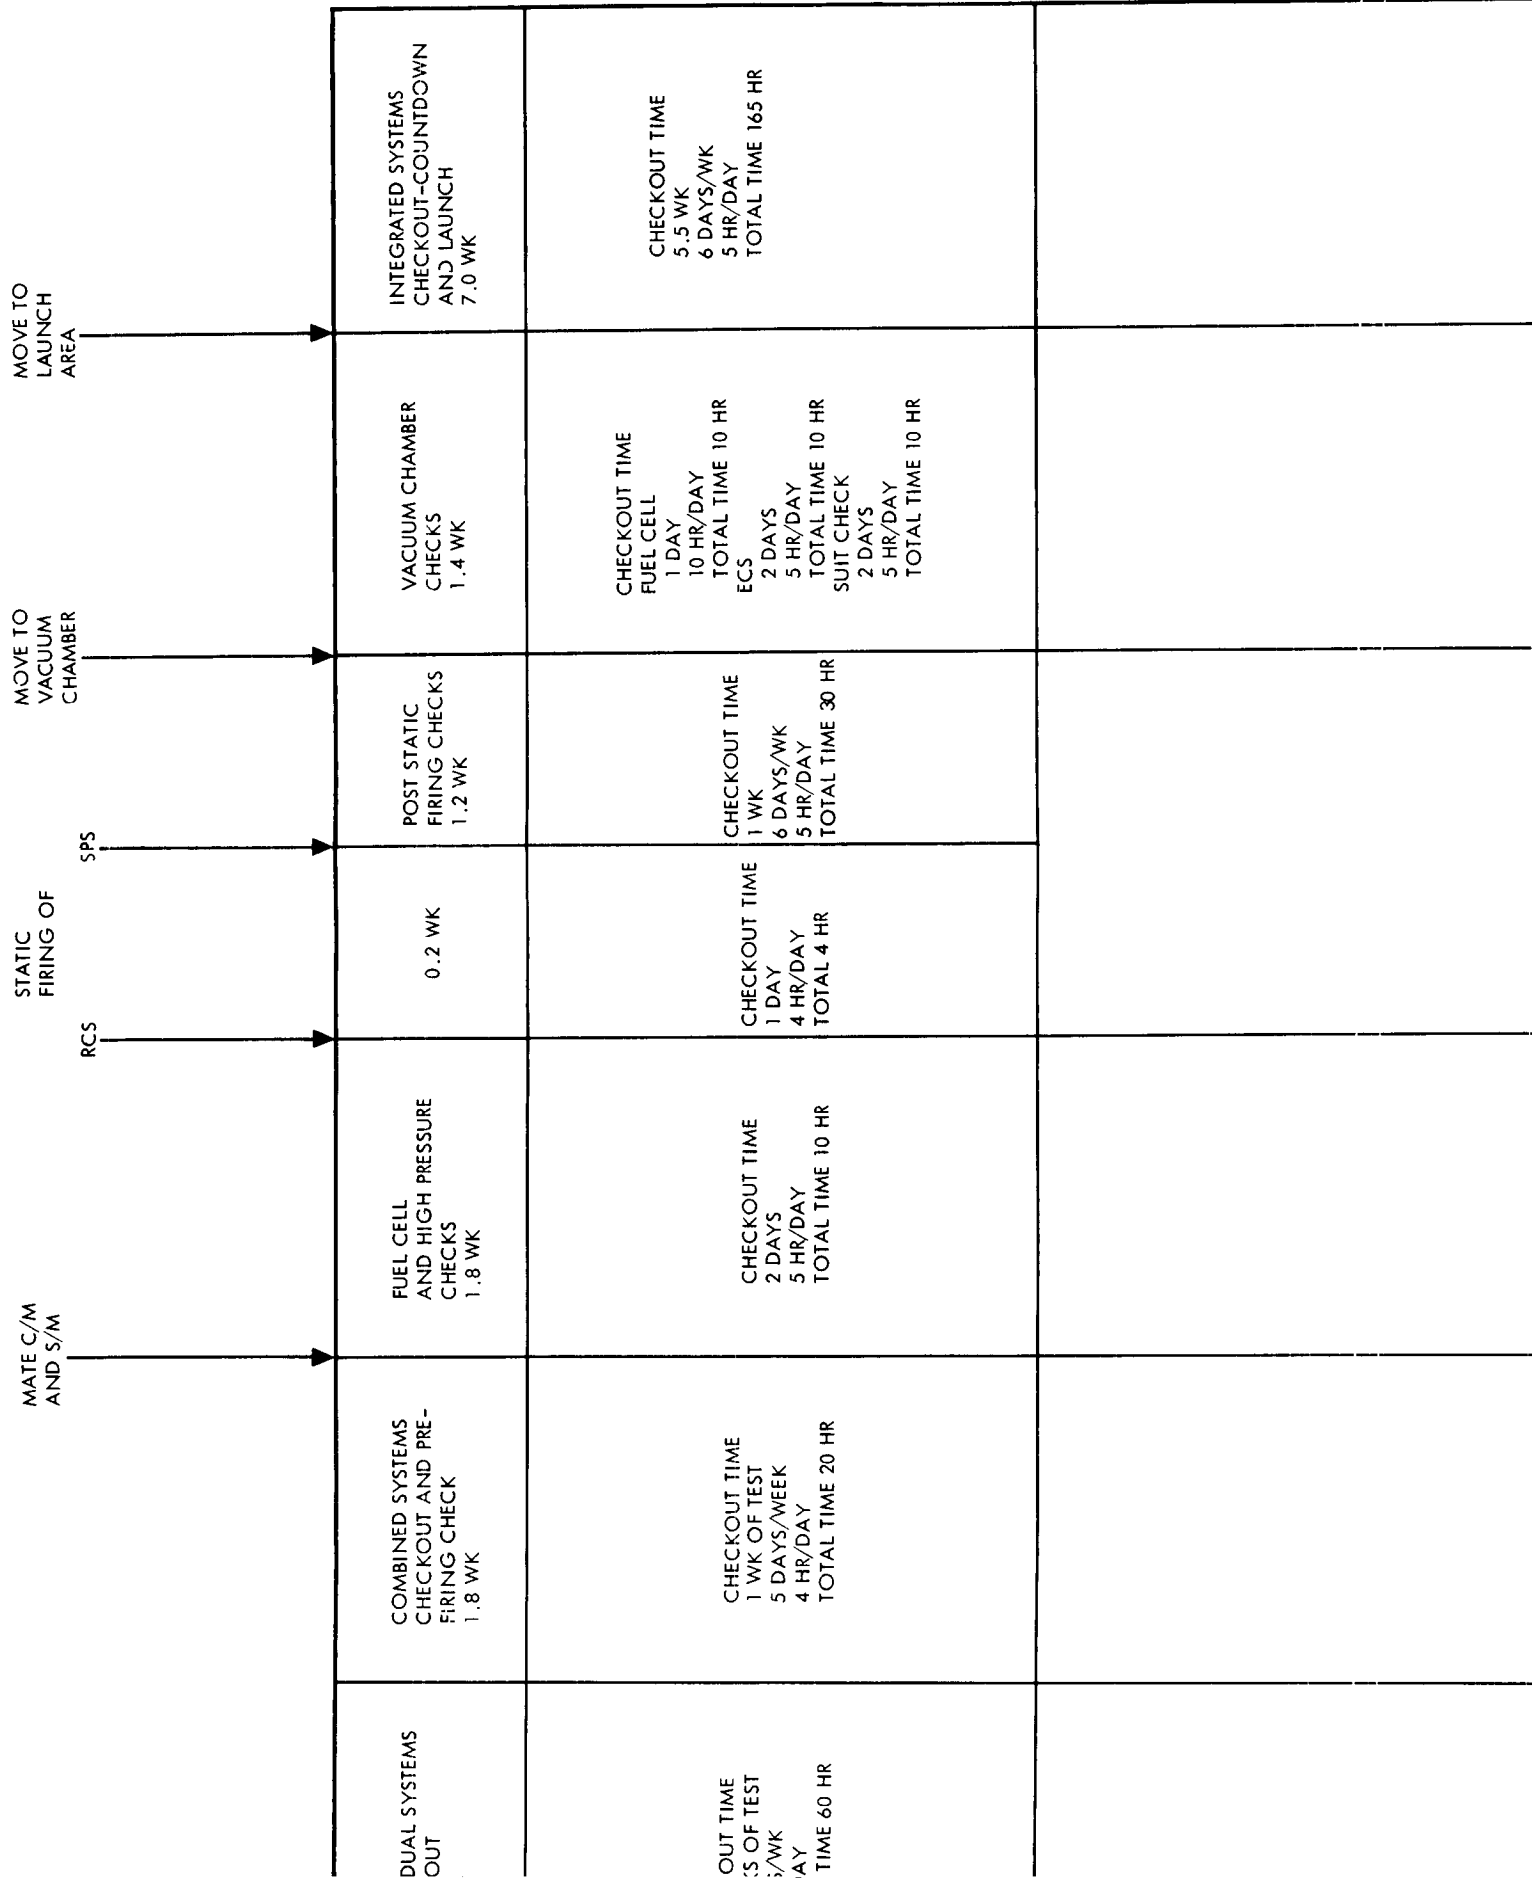 MATE C/M
AND S/M
STATIC
FIRING OF
RCS
SPS
MOVE TO
VACUUM
CHAMBER
MOVE TO
LAUNCH
AREA
DUAL SYSTEMS
OUT
COMBINED SYSTEMS
CHECKOUT AND PRE-
FIRING CHECK
1.8 WK
FUEL CELL
AND HIGH PRESSURE
CHECKS
1.8 WK
0.2 WK
POST STATIC
FIRING CHECKS
1.2 WK
VACUUM CHAMBER
CHECKS
1.4 WK
INTEGRATED SYSTEMS
CHECKOUT-COUNTDOWN
AND LAUNCH
7.0 WK
OUT TIME
KS OF TEST
S/WK
AY
TIME 60 HR
CHECKOUT TIME
1 WK OF TEST
5 DAYS/WEEK
4 HR/DAY
TOTAL TIME 20 HR
CHECKOUT TIME
2 DAYS
5 HR/DAY
TOTAL TIME 10 HR
CHECKOUT TIME
1 DAY
4 HR/DAY
TOTAL 4 HR
CHECKOUT TIME
1 WK
6 DAYS/WK
5 HR/DAY
TOTAL TIME 30 HR
CHECKOUT TIME
FUEL CELL
1 DAY
10 HR/DAY
TOTAL TIME 10 HR
ECS
2 DAYS
5 HR/DAY
TOTAL TIME 10 HR
SUIT CHECK
2 DAYS
5 HR/DAY
TOTAL TIME 10 HR
CHECKOUT TIME
5.5 WK
6 DAYS/WK
5 HR/DAY
TOTAL TIME 165 HR